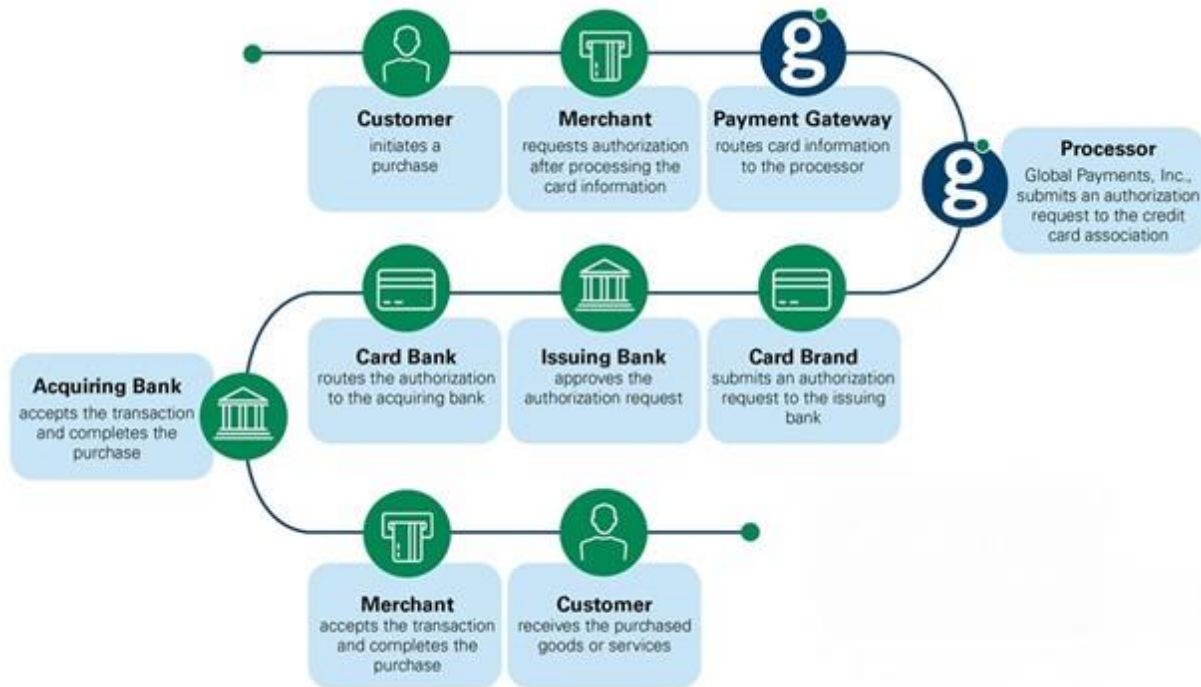 Customer
initiates a
purchase
Merchant
requests authorization
after processing the
card information
Payment Gateway
routes card information
to the processor
Processor
Global Payments, Inc.,
submits an authorization
request to the credit
card association
Card Brand
submits an authorization
request to the issuing
bank
Issuing Bank
approves the
authorization request
Card Bank
routes the authorization
to the acquiring bank
Acquiring Bank
accepts the transaction
and completes the
purchase
Merchant
accepts the transaction
and completes the
purchase
Customer
receives the purchased
goods or services
g
g